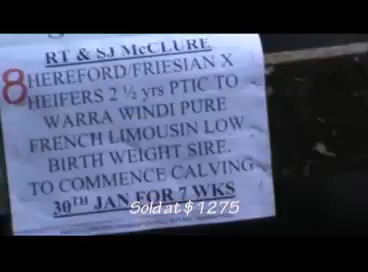 RT & SJ McCLURE
8 HEREFORD/FRIESIAN X
HEIFERS 2 ½ yrs PTIC TO
WARRA WINDI PURE
FRENCH LIMOUSIN LOW
BIRTH WEIGHT SIRE.
TO COMMENCE CALVING
30TH JAN FOR 7 WKS
Sold at $ 1275